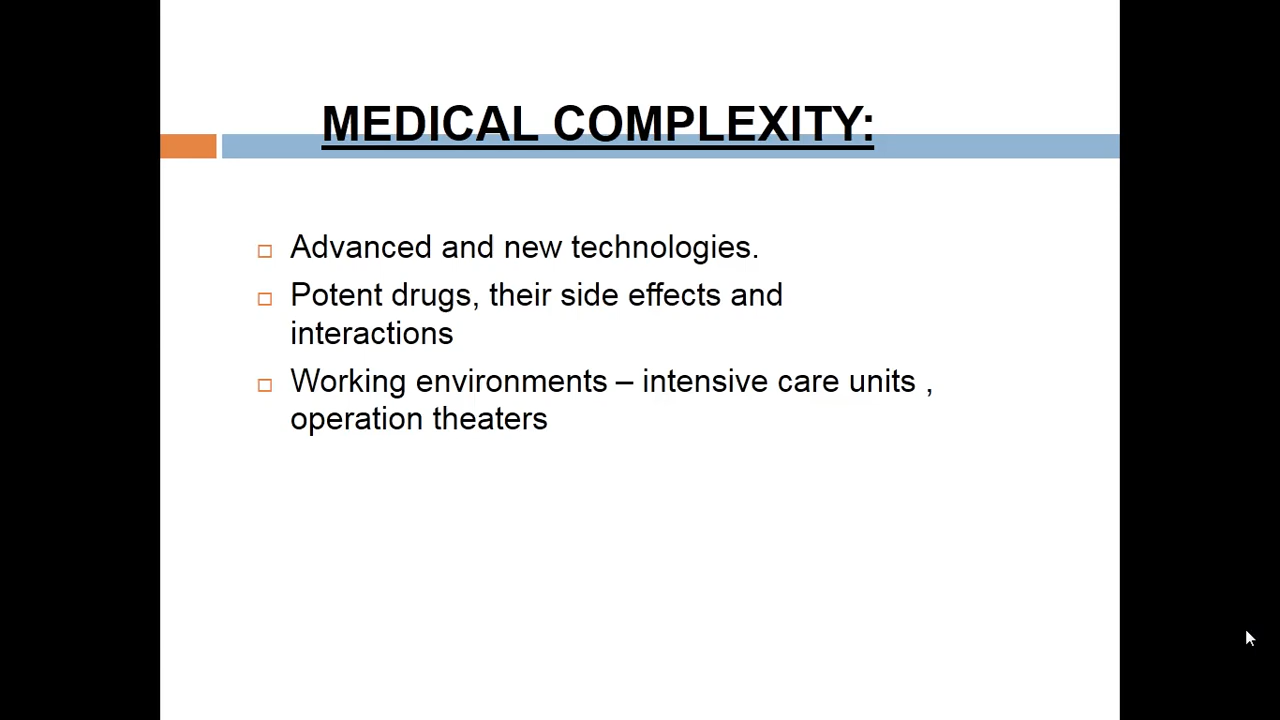 MEDICAL COMPLEXITY:
Advanced and new technologies.
Potent drugs, their side effects and
interactions
Working environments – intensive care units ,
operation theaters